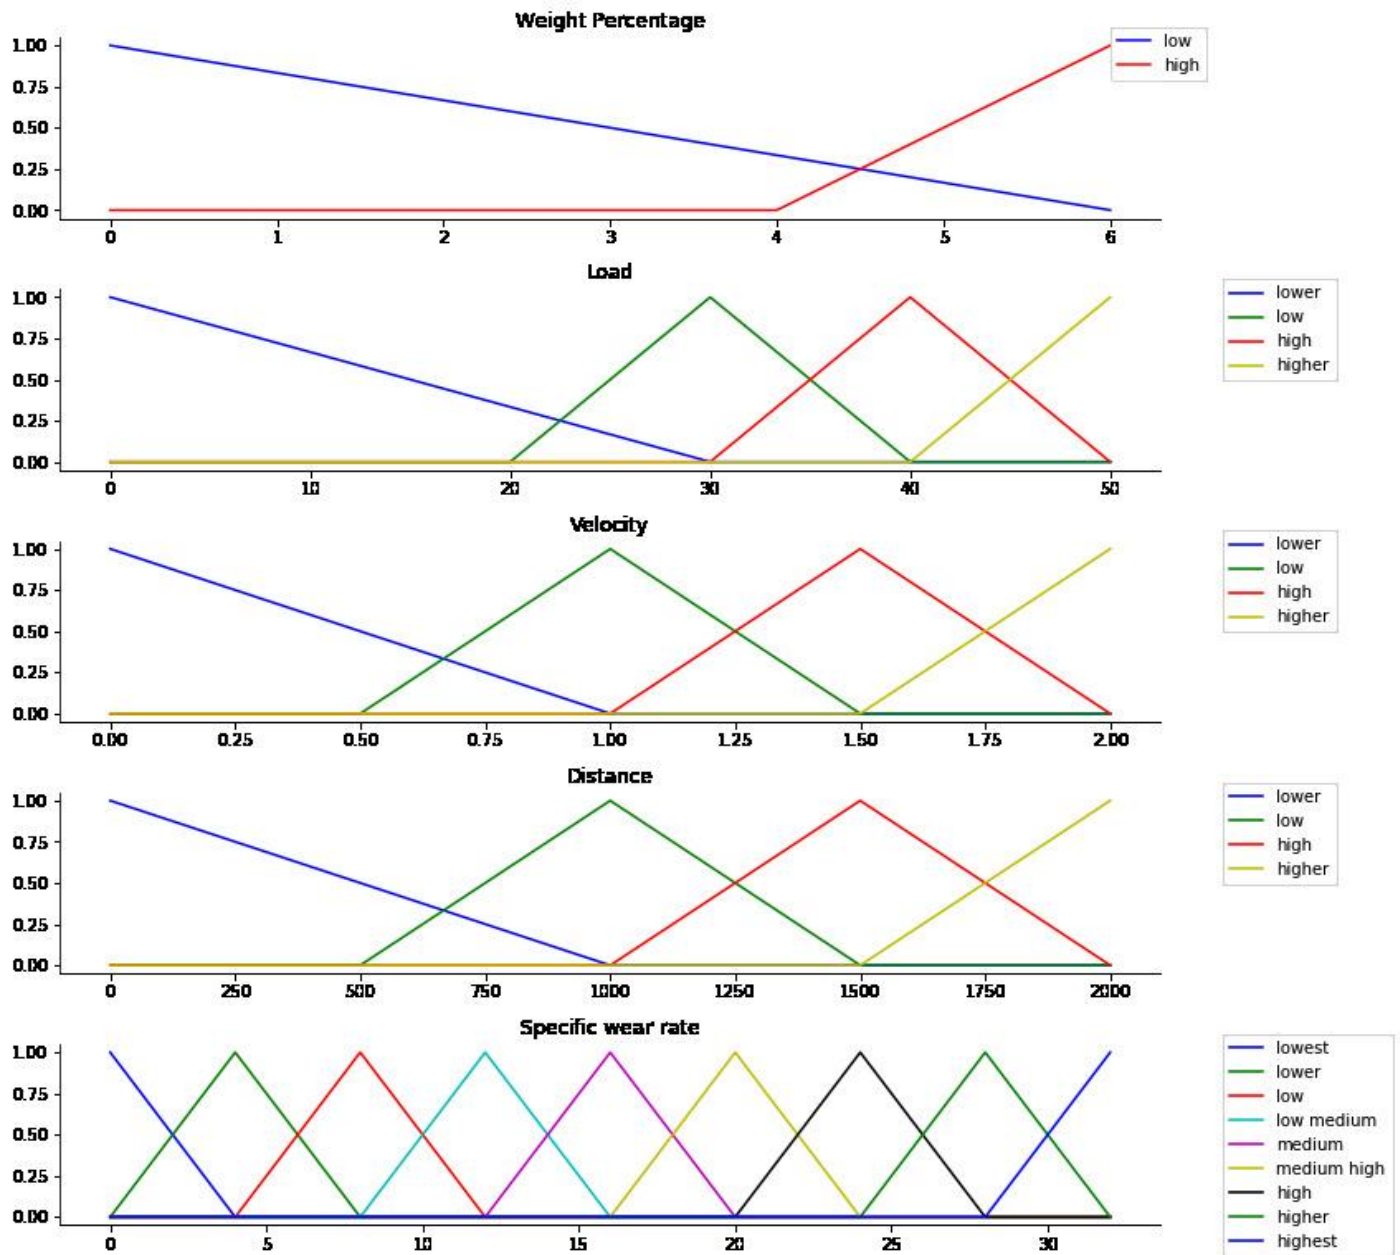 Weight Percentage
1.00
0.75
0.50
0.25
0.00
0 1 2 3 4 5 6
low
high
Load
1.00
0.75
0.50
0.25
0.00
0 10 20 30 40 50
lower
low
high
higher
Velocity
1.00
0.75
0.50
0.25
0.00
0.00 0.25 0.50 0.75 1.00 1.25 1.50 1.75 2.00
lower
low
high
higher
Distance
1.00
0.75
0.50
0.25
0.00
0 250 500 750 1000 1250 1500 1750 2000
lower
low
high
higher
Specific wear rate
1.00
0.75
0.50
0.25
0.00
0 5 10 15 20 25 30
lowest
lower
low
low medium
medium
medium high
high
higher
highest